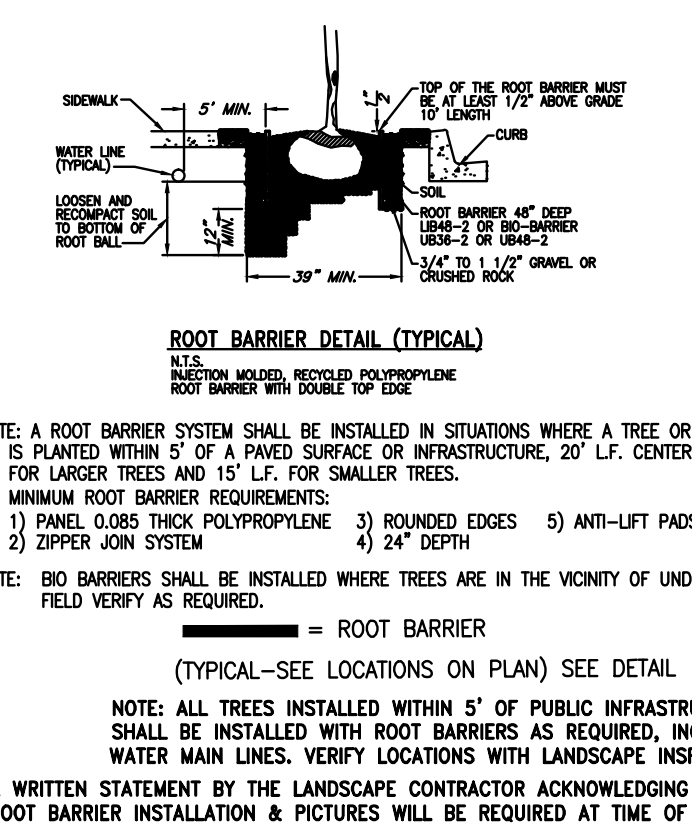 TOP OF THE ROOT BARRIER MUST
BE AT LEAST 1/2" ABOVE GRADE
10' LENGTH
1/2"
SIDEWALK
5' MIN.
CURB
WATER LINE
(TYPICAL)
SOIL
LOOSEN AND
RECOMPACT SOIL
TO BOTTOM OF
ROOT BALL
12"
MIN.
ROOT BARRIER 48" DEEP
LIB48-2 OR BIO-BARRIER
UB36-2 OR UB48-2
3/4" TO 1 1/2" GRAVEL OR
CRUSHED ROCK
39" MIN.
ROOT BARRIER DETAIL (TYPICAL)
N.T.S.
INJECTION MOLDED, RECYCLED POLYPROPYLENE
ROOT BARRIER WITH DOUBLE TOP EDGE
TE: A ROOT BARRIER SYSTEM SHALL BE INSTALLED IN SITUATIONS WHERE A TREE OR
IS PLANTED WITHIN 5' OF A PAVED SURFACE OR INFRASTRUCTURE, 20' L.F. CENTER
FOR LARGER TREES AND 15' L.F. FOR SMALLER TREES.
MINIMUM ROOT BARRIER REQUIREMENTS:
1) PANEL 0.085 THICK POLYPROPYLENE 3) ROUNDED EDGES 5) ANTI-LIFT PADS
2) ZIPPER JOIN SYSTEM 4) 24" DEPTH
TE: BIO BARRIERS SHALL BE INSTALLED WHERE TREES ARE IN THE VICINITY OF UND
FIELD VERIFY AS REQUIRED.
= ROOT BARRIER
(TYPICAL-SEE LOCATIONS ON PLAN) SEE DETAIL
NOTE: ALL TREES INSTALLED WITHIN 5' OF PUBLIC INFRASTRU
SHALL BE INSTALLED WITH ROOT BARRIERS AS REQUIRED, INC
WATER MAIN LINES. VERIFY LOCATIONS WITH LANDSCAPE INSP
WRITTEN STATEMENT BY THE LANDSCAPE CONTRACTOR ACKNOWLEDGING
OOT BARRIER INSTALLATION & PICTURES WILL BE REQUIRED AT TIME OF